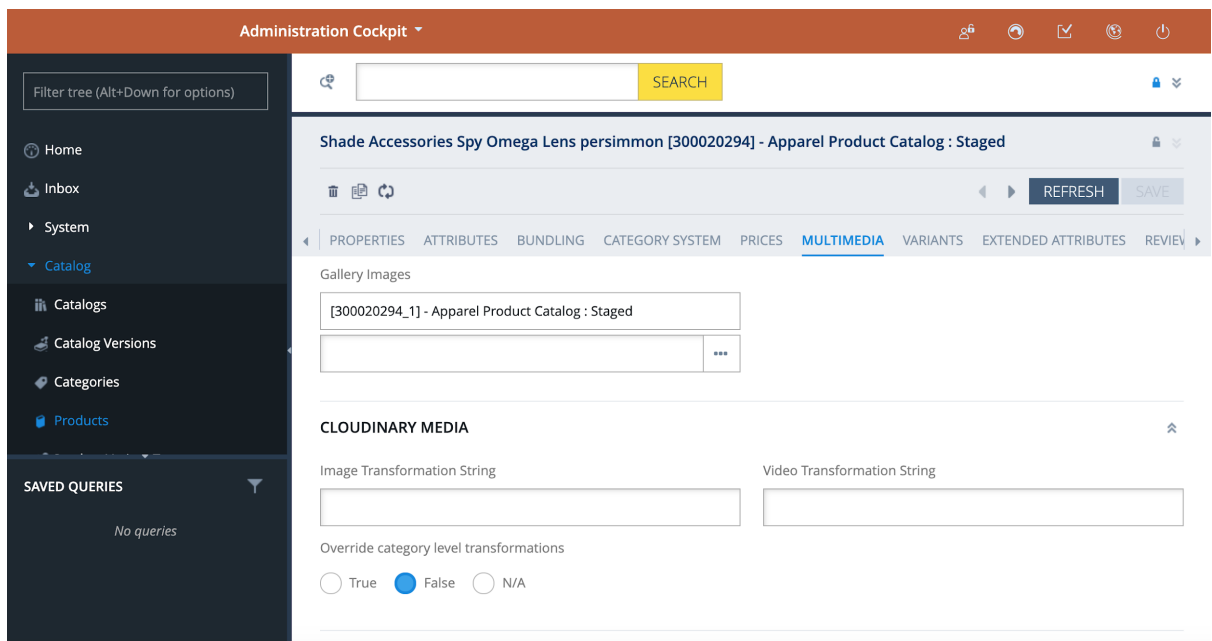 Administration Cockpit
Filter tree (Alt+Down for options)
SEARCH
Home
Inbox
System
Catalog
Catalogs
Catalog Versions
Categories
Products
SAVED QUERIES
No queries
Shade Accessories Spy Omega Lens persimmon [300020294] - Apparel Product Catalog : Staged
REFRESH SAVE
PROPERTIES ATTRIBUTES BUNDLING CATEGORY SYSTEM PRICES MULTIMEDIA VARIANTS EXTENDED ATTRIBUTES
Gallery Images
[300020294_1] - Apparel Product Catalog : Staged
CLOUDINARY MEDIA
Image Transformation String Video Transformation String
Override category level transformations
True False N/A